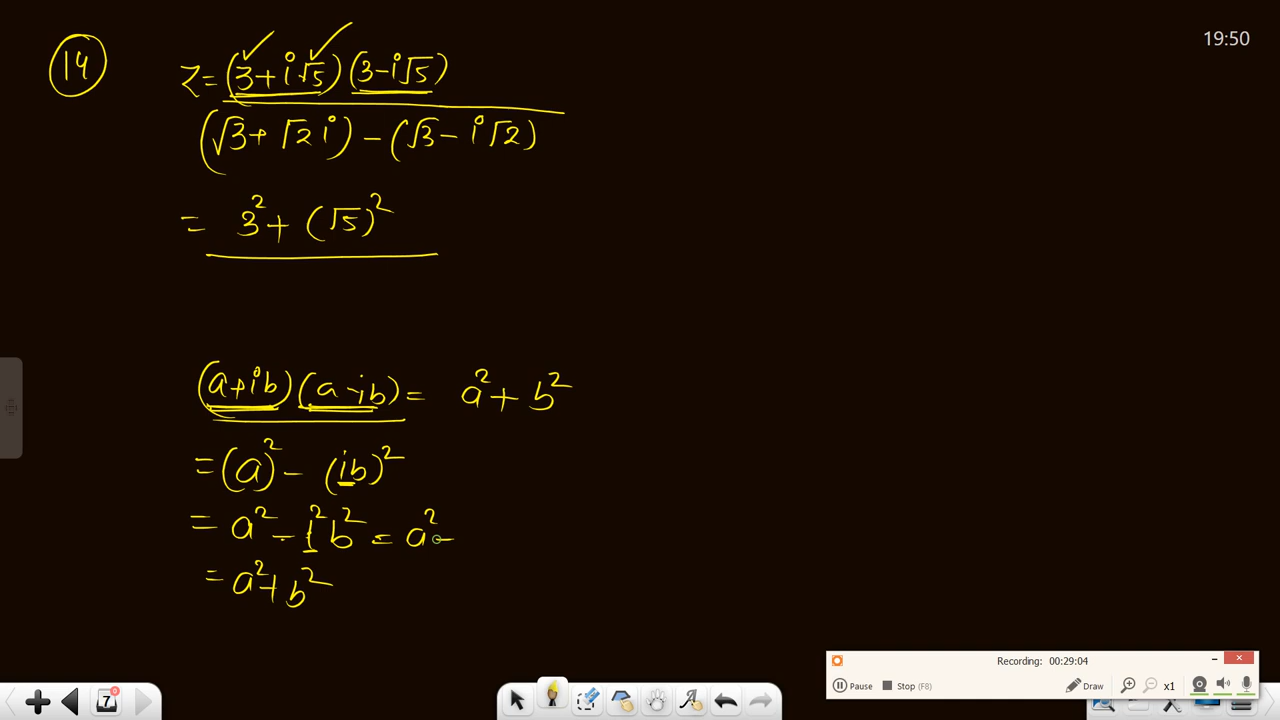 19:50
14
Z = (3 + i√5) (3 - i√5)
(√3 + √2 i) - (√3 - i√2)
= 3² + (√5)²
(a + ib) (a - ib) = a² + b²
= (a)² - (ib)²
= a² - i²b² = a² -
= a² + b²
Recording: 00:29:04
Pause Stop (F8) Draw x1
7 0